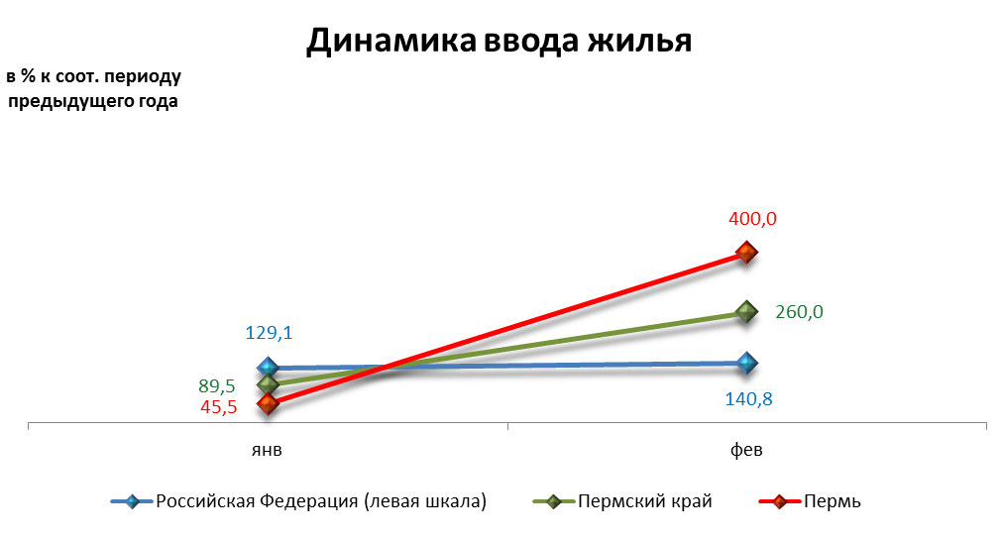 Динамика ввода жилья
в % к соот. периоду
предыдущего года
400,0
260,0
129,1
89,5
140,8
45,5
янв фев
Российская Федерация (левая шкала) Пермский край Пермь